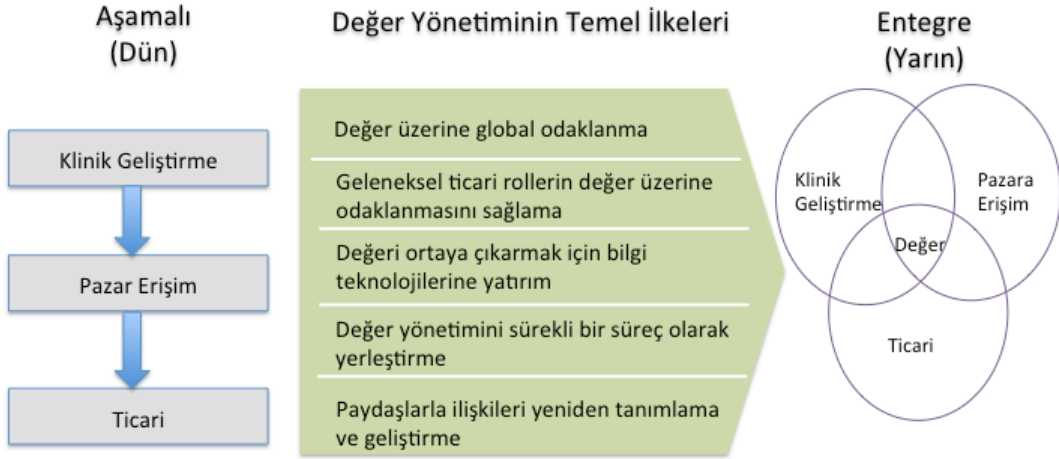 Aşamalı
(Dün)
Klinik Geliştirme
Pazar Erişim
Ticari
Değer Yönetiminin Temel İlkeleri
Değer üzerine global odaklanma
Geleneksel ticari rollerin değer üzerine
odaklanmasını sağlama
Değeri ortaya çıkarmak için bilgi
teknolojilerine yatırım
Değer yönetimini sürekli bir süreç olarak
yerleştirme
Paydaşlarla ilişkileri yeniden tanımlama
ve geliştirme
Entegre
(Yarın)
Klinik
Geliştirme
Pazara
Erişim
Değer
Ticari